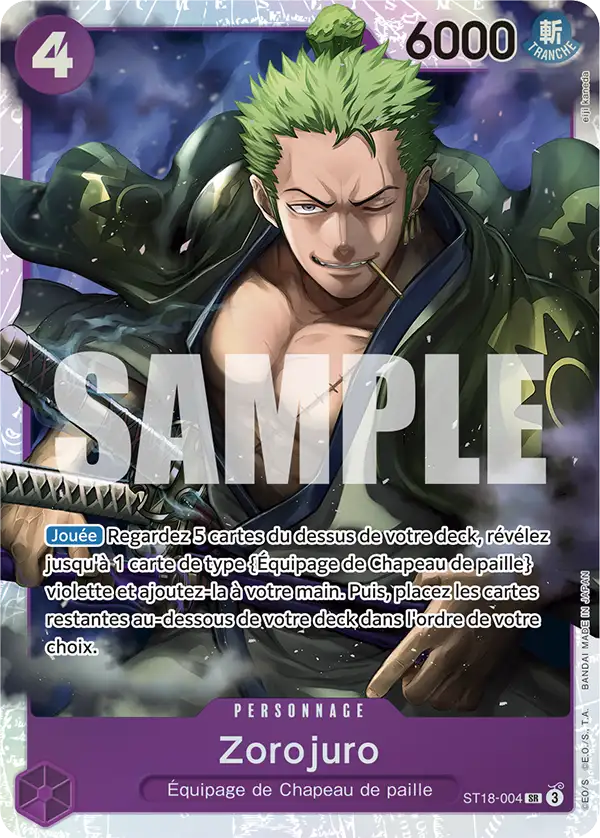 4
6000
斬
TRANCHE
eiji kaneda
SAMPLE
Jouée Regardez 5 cartes du dessus de votre deck, révélez
jusqu'à 1 carte de type {Équipage de Chapeau de paille}
violette et ajoutez-la à votre main. Puis, placez les cartes
restantes au-dessous de votre deck dans l'ordre de votre
choix.
BANDAI MADE IN JAPAN
©EO/S ©E.O./S., T.A.
PERSONNAGE
Zorojuro
Équipage de Chapeau de paille
ST18-004 SR 3